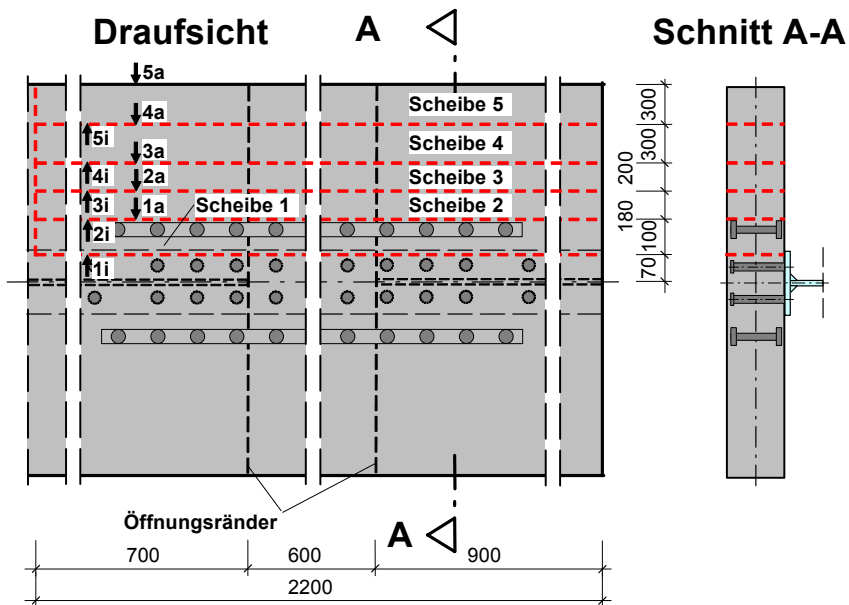 Draufsicht
A
Schnitt A-A
5a
Scheibe 5
300
4a
5i
Scheibe 4
300
3a
4i
2a
Scheibe 3
200
3i
1a
Scheibe 1
Scheibe 2
180
2i
100
1i
70
Öffnungsränder
A
700
600
900
2200